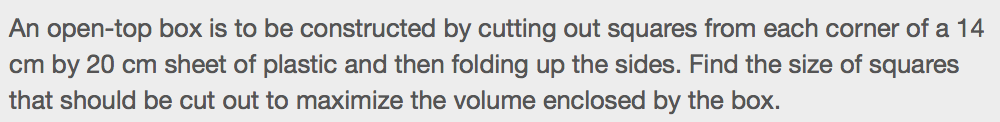 An open-top box is to be constructed by cutting out squares from each corner of a 14
cm by 20 cm sheet of plastic and then folding up the sides. Find the size of squares
that should be cut out to maximize the volume enclosed by the box.